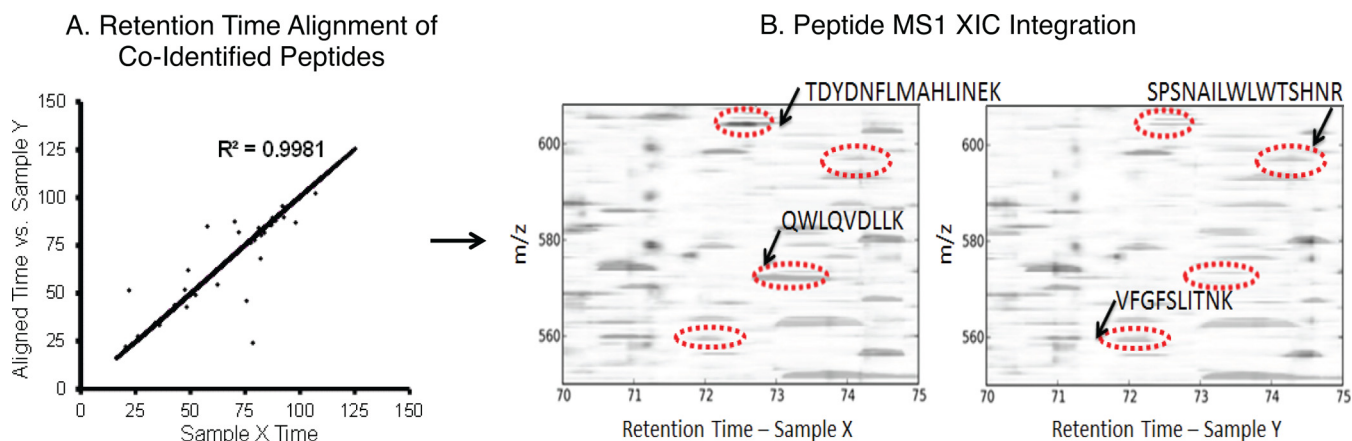 A. Retention Time Alignment of
Co-Identified Peptides
B. Peptide MS1 XIC Integration
Aligned Time vs. Sample Y
150
125
100
75
50
25
0
R² = 0.9981
0 25 50 75 100 125 150
Sample X Time
m/z
600
580
560
TDYDNFLMAHLINEK
QWLQVDLLK
70 71 72 73 74 75
Retention Time – Sample X
m/z
600
580
560
SPSNAILWLWTSHNR
VFGFSLITNK
70 71 72 73 74 75
Retention Time – Sample Y